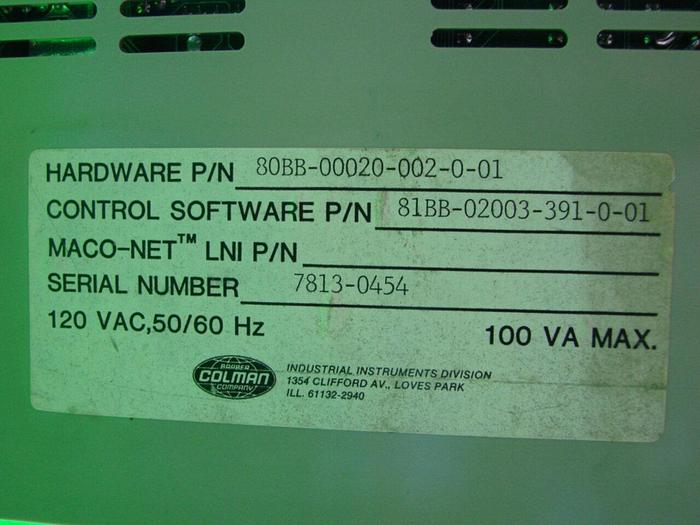 HARDWARE P/N 80BB-00020-002-0-01
CONTROL SOFTWARE P/N 81BB-02003-391-0-01
MACO-NET™ LNI P/N
SERIAL NUMBER 7813-0454
120 VAC,50/60 Hz 100 VA MAX.
BARBER
COLMAN
COMPANY
INDUSTRIAL INSTRUMENTS DIVISION
1354 CLIFFORD AV., LOVES PARK
ILL. 61132-2940